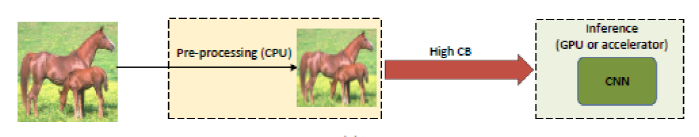 Pre-processing (CPU)
High CB
Inference
(GPU or accelerator)
CNN